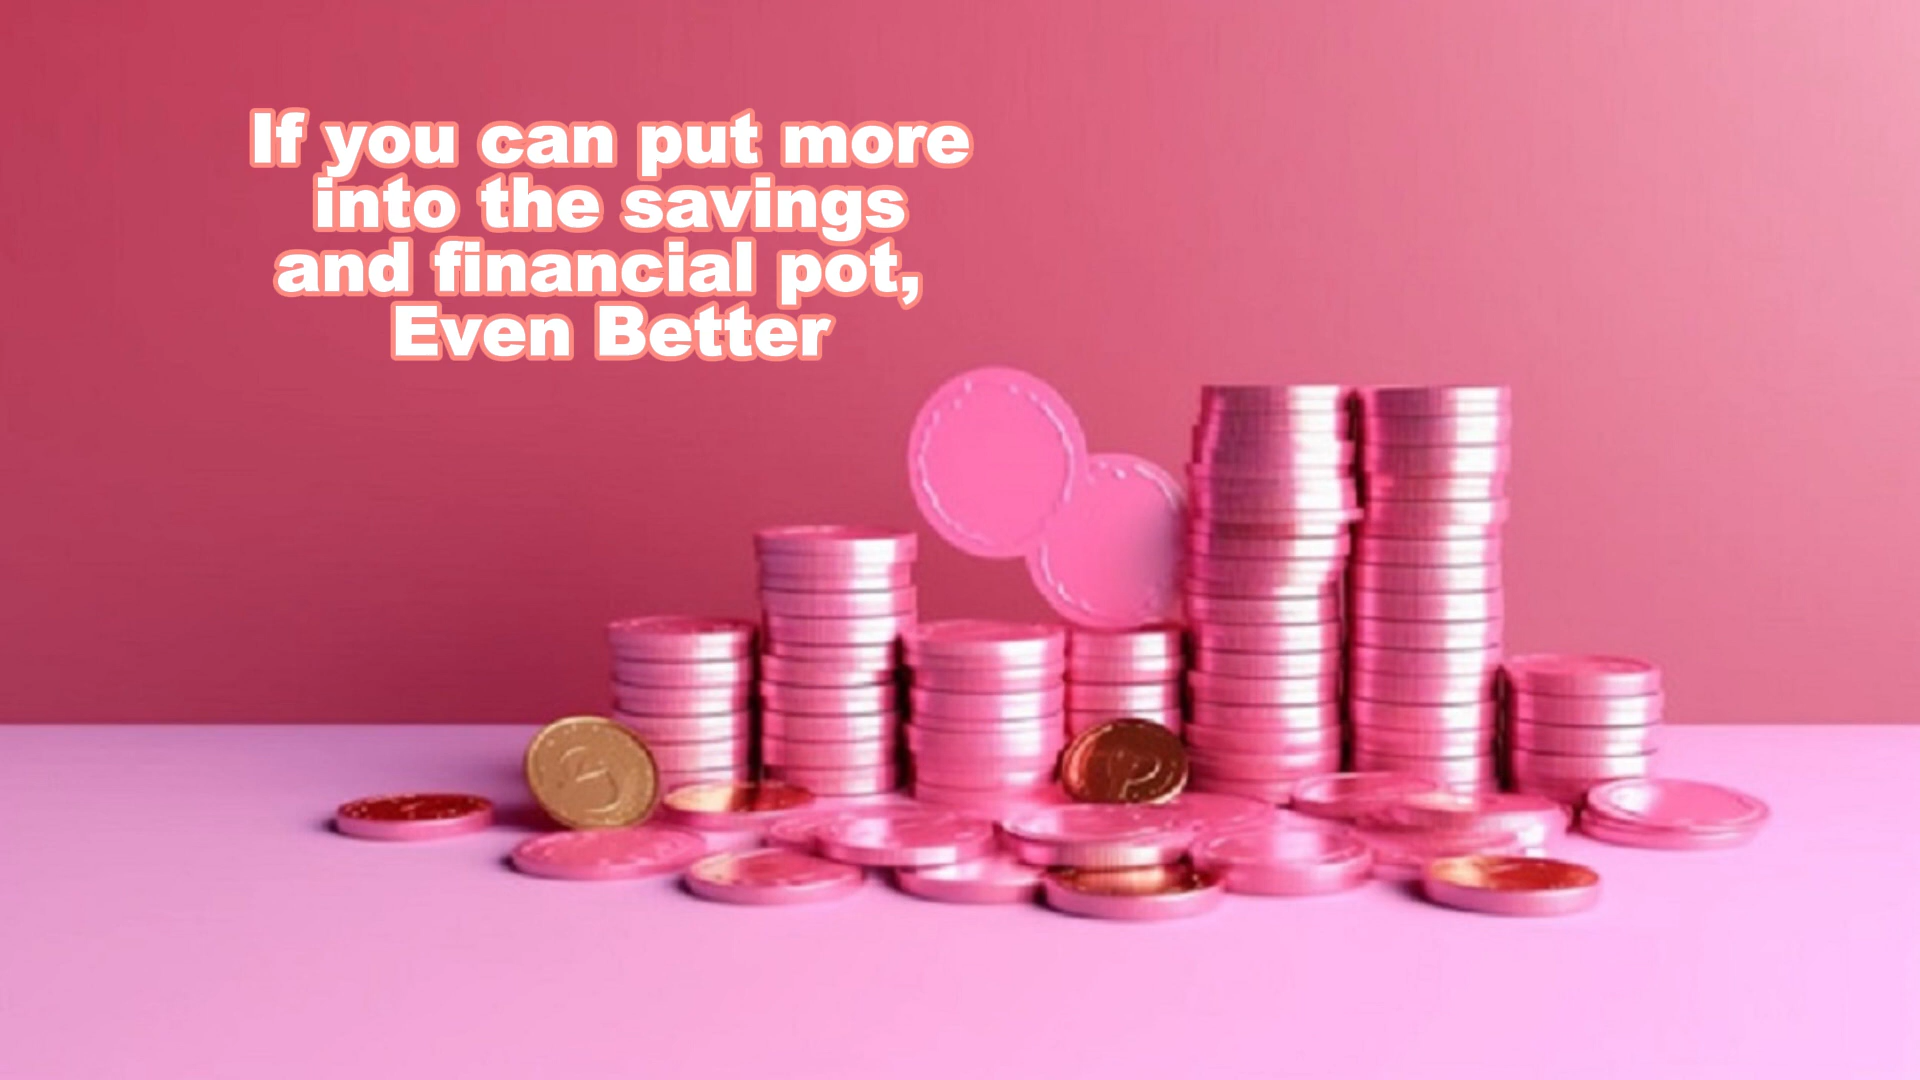 If you can put more
into the savings
and financial pot,
Even Better